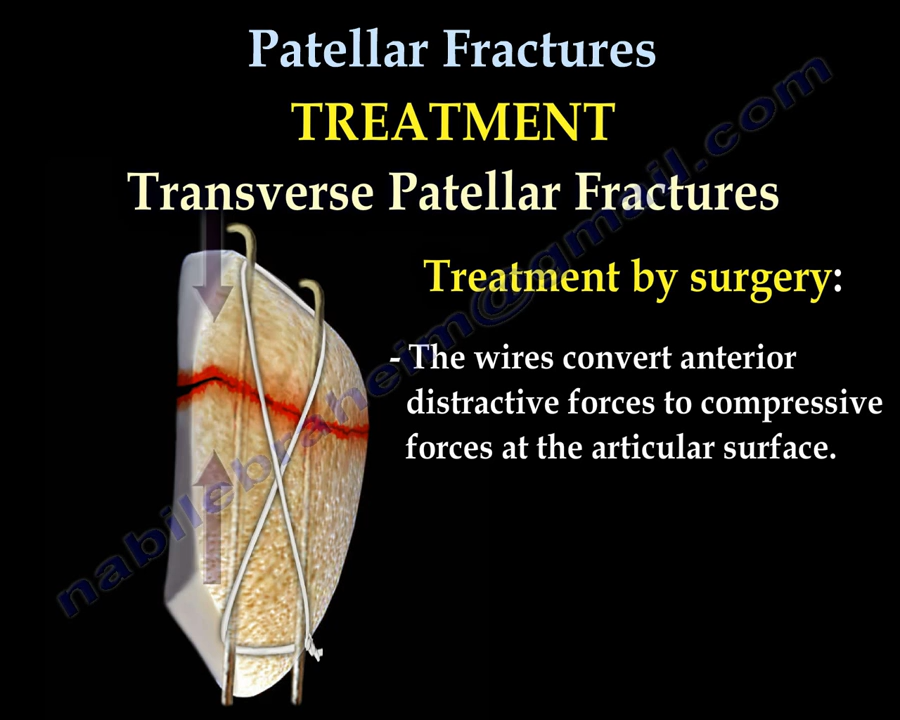 Patellar Fractures
TREATMENT
Transverse Patellar Fractures
Treatment by surgery:
- The wires convert anterior
distractive forces to compressive
forces at the articular surface.
nabilebraheim@gmail.com